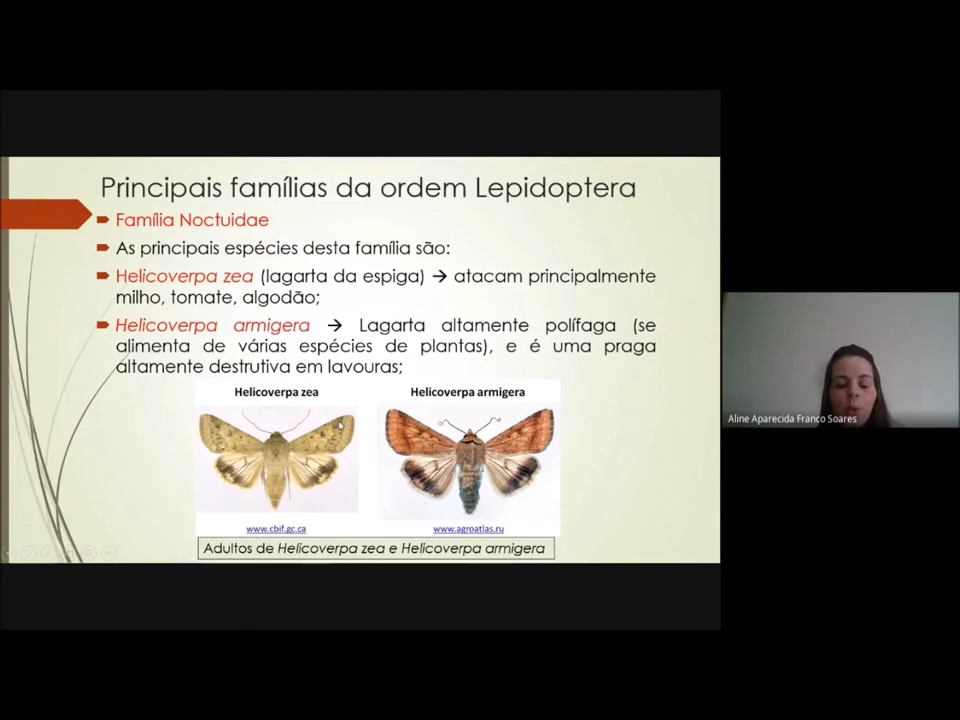 Principais famílias da ordem Lepidoptera
Família Noctuidae
As principais espécies desta família são:
Helicoverpa zea (lagarta da espiga) → atacam principalmente
milho, tomate, algodão;
Helicoverpa armigera → Lagarta altamente polífaga (se
alimenta de várias espécies de plantas), e é uma praga
altamente destrutiva em lavouras;
Helicoverpa zea
Helicoverpa armigera
www.cbif.gc.ca
www.agroatlas.ru
Adultos de Helicoverpa zea e Helicoverpa armigera
Aline Aparecida Franco Soares